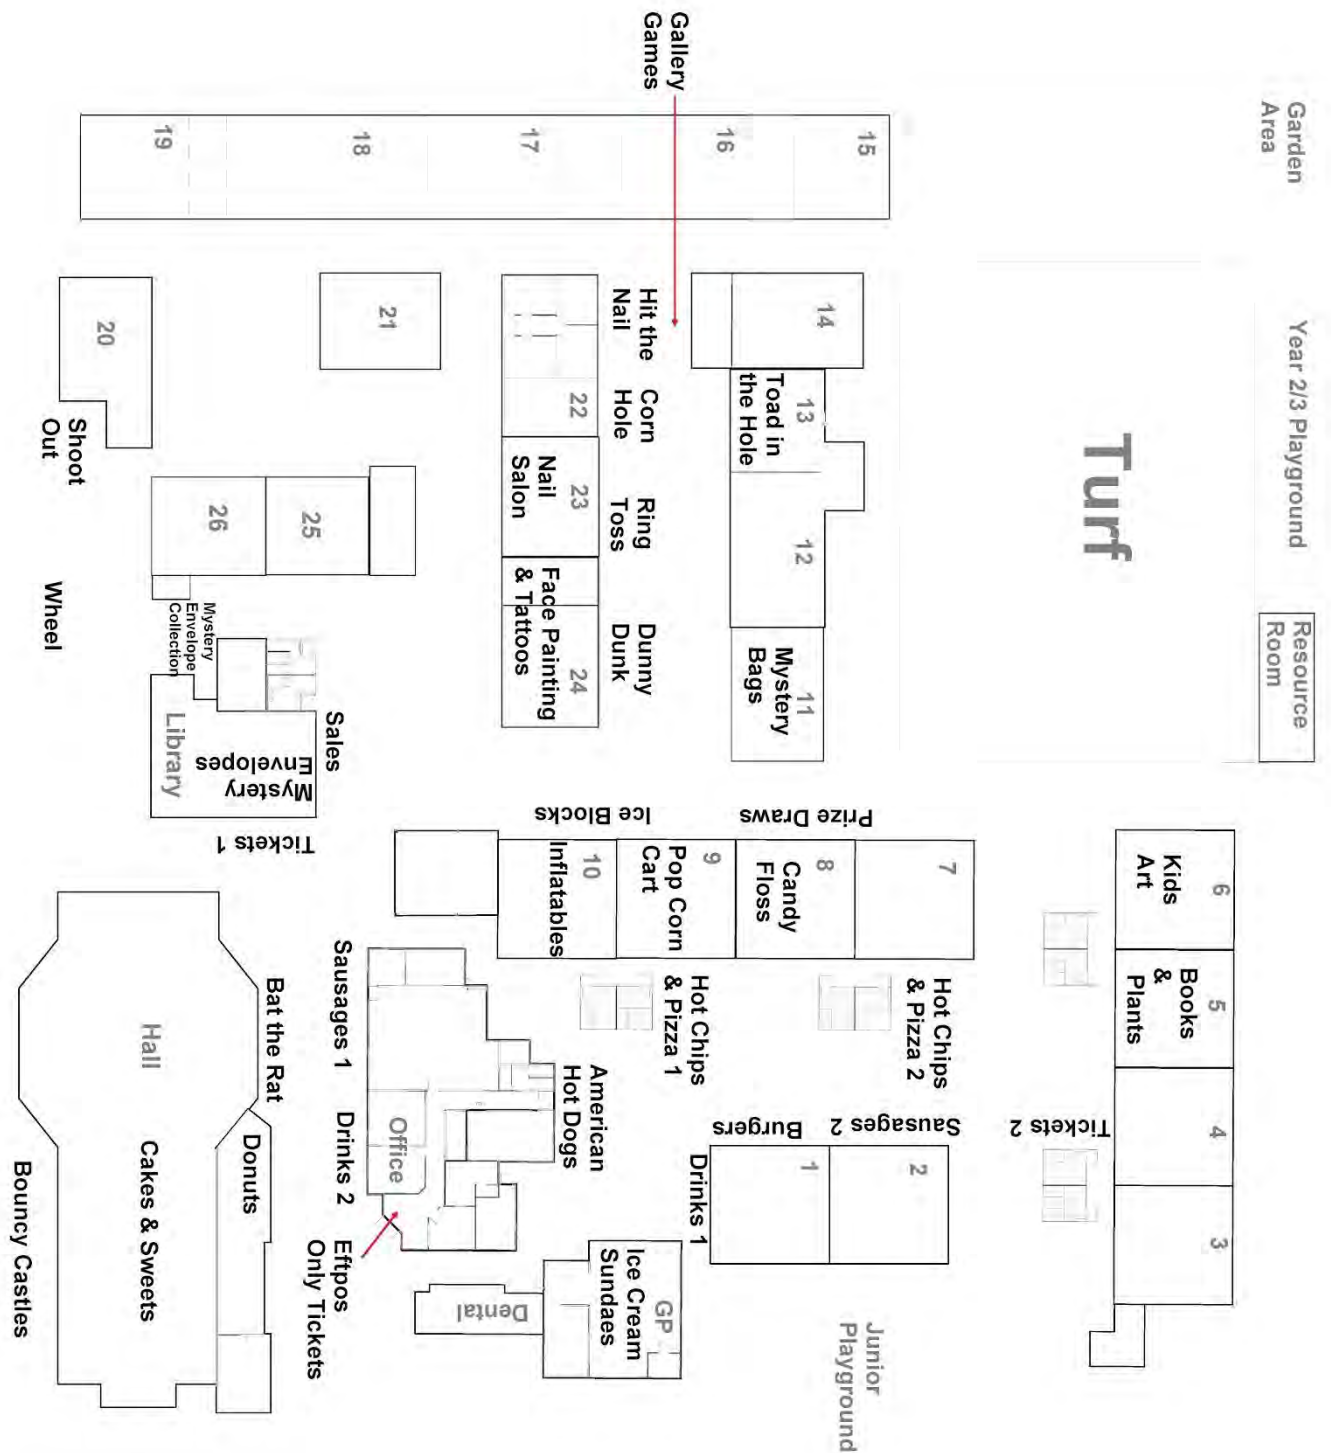 Garden
Area
Year 2/3 Playground
Resource
Room
Turf
Gallery
Games
15
16
17
18
19
14
13
Toad in
the Hole
12
11
Mystery
Bags
Hit the
Nail
Corn
Hole
Ring
Toss
Dunny
Dunk
22
23
Nail
Salon
24
Face Painting
& Tattoos
21
20
Shoot
Out
25
26
Wheel
Mystery
Envelope
Collection
Library
Mystery
Envelopes
Sales
Tickets 1
6
Kids
Art
5
Books
&
Plants
4
3
Tickets 2
Prize Draws
Ice Blocks
7
8
Candy
Floss
9
Pop Corn
Cart
10
Inflatables
Hot Chips
& Pizza 2
Hot Chips
& Pizza 1
Sausages 2
Burgers
2
1
Drinks 1
American
Hot Dogs
Sausages 1
Office
Drinks 2
Eftpos
Only Tickets
Bat the Rat
Hall
Donuts
Cakes & Sweets
Bouncy Castles
Dental
GP
Ice Cream
Sundaes
Junior
Playground